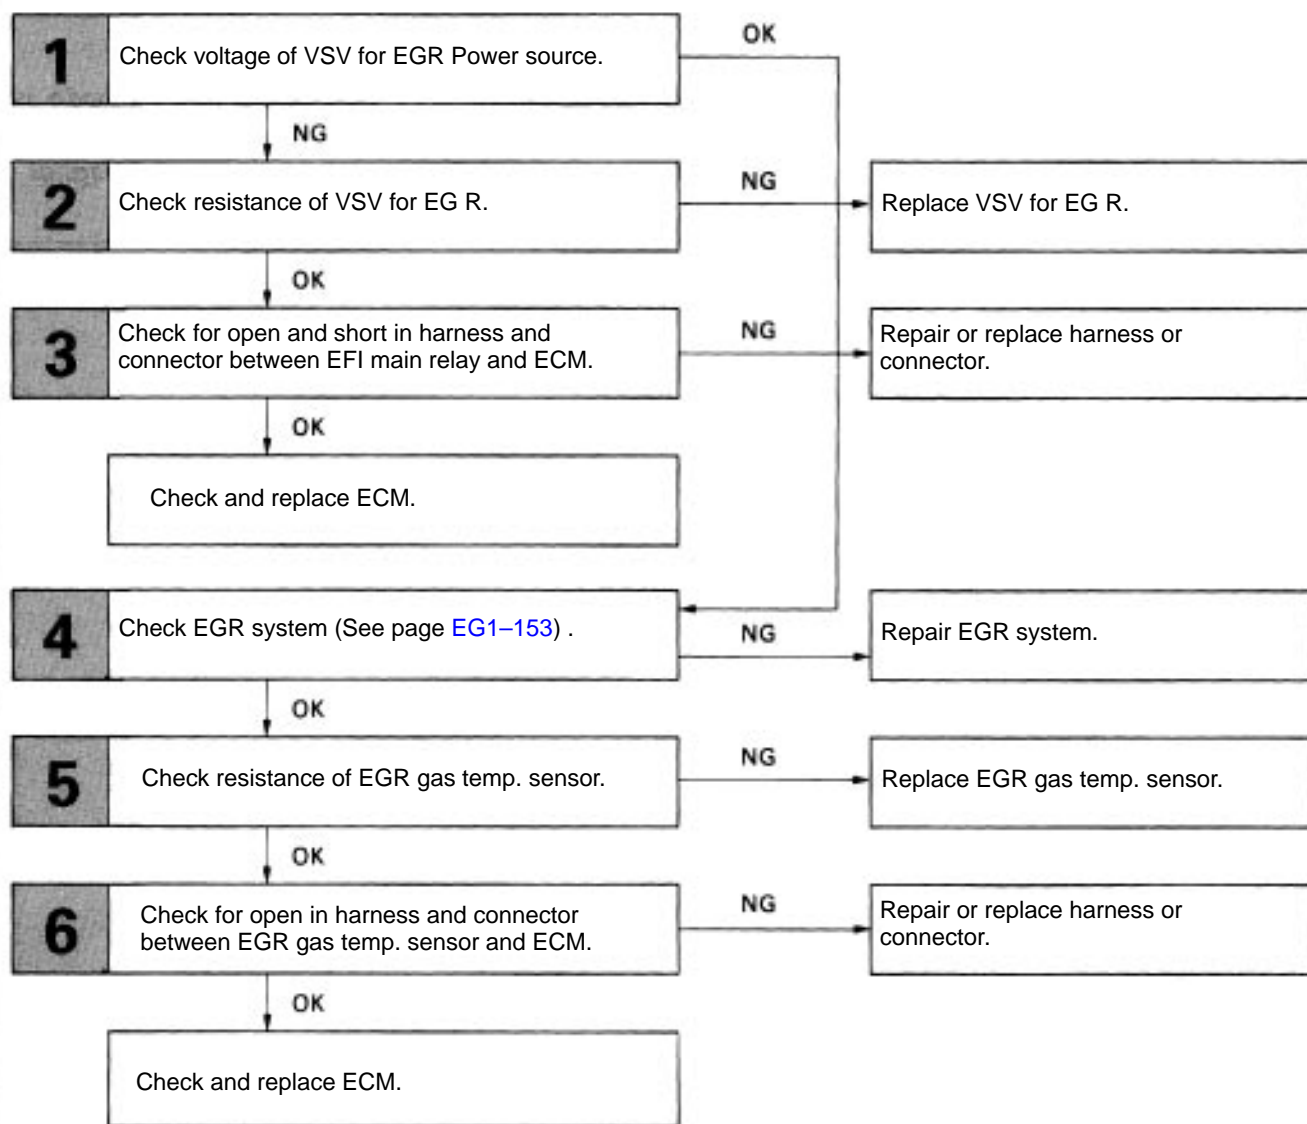 1
Check voltage of VSV for EGR Power source.
OK
NG
2
Check resistance of VSV for EG R.
NG
Replace VSV for EG R.
OK
3
Check for open and short in harness and
connector between EFI main relay and ECM.
NG
Repair or replace harness or
connector.
OK
Check and replace ECM.
4
Check EGR system (See page EG1–153) .
NG
Repair EGR system.
OK
5
Check resistance of EGR gas temp. sensor.
NG
Replace EGR gas temp. sensor.
OK
6
Check for open in harness and connector
between EGR gas temp. sensor and ECM.
NG
Repair or replace harness or
connector.
OK
Check and replace ECM.